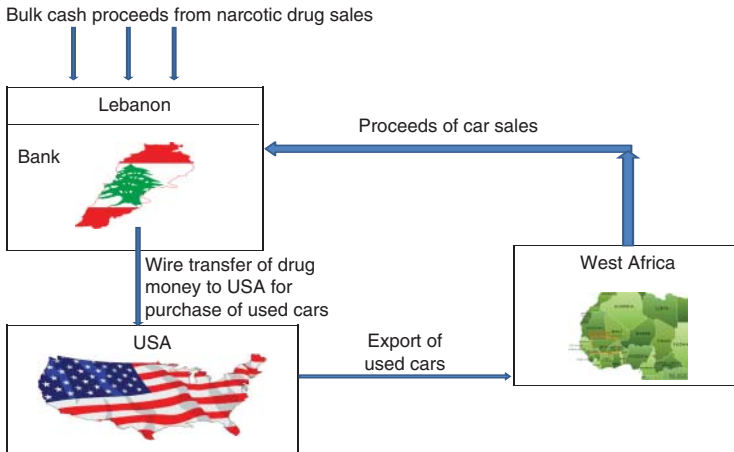 Bulk cash proceeds from narcotic drug sales
Lebanon
Bank
Proceeds of car sales
Wire transfer of drug
money to USA for
purchase of used cars
West Africa
USA
Export of
used cars